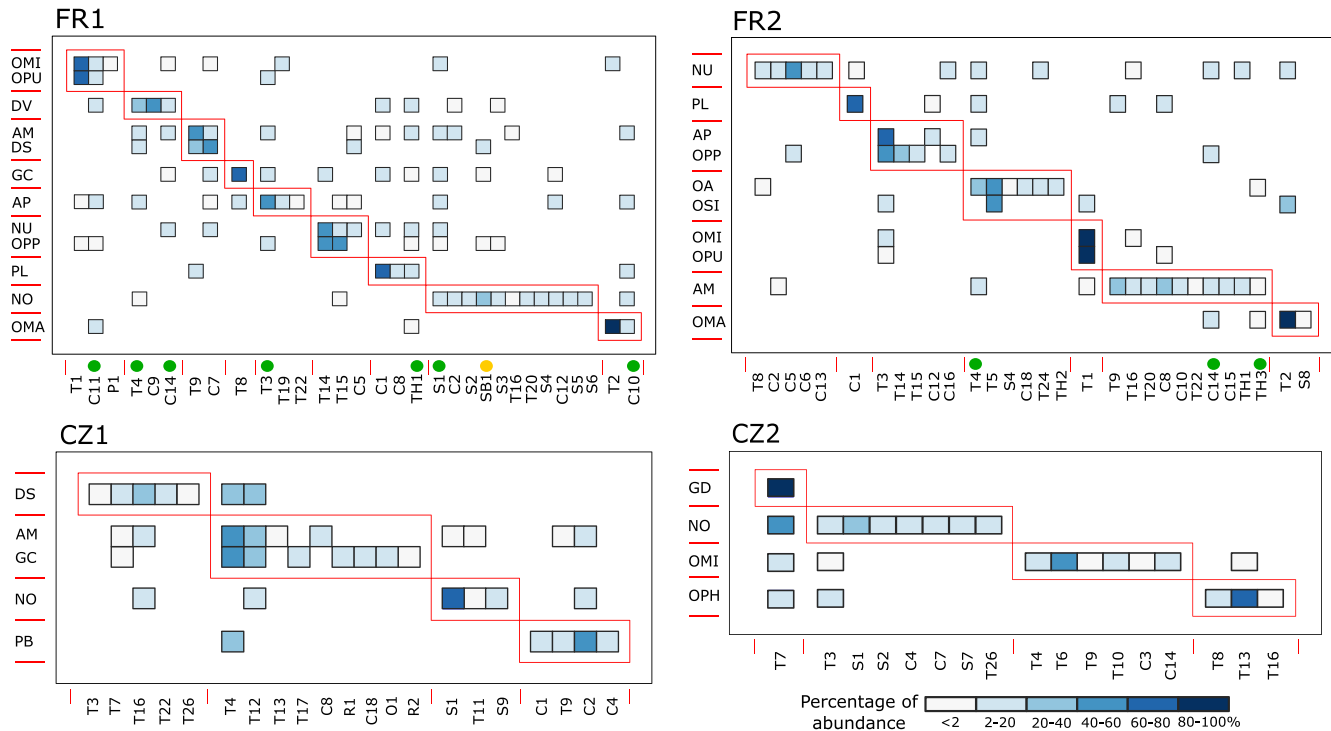 FR1
FR2
OMI
OPU
DV
AM
DS
GC
AP
NU
OPP
PL
NO
OMA
T1 C11 P1 T4 C9 C14 T9 C7 T8 T3 T19 T22 T14 T15 C5 C1 C8 TH1 S1 C2 S2 SB1 S3 T16 T20 S4 C12 S5 S6 T2 C10
NU
PL
AP
OPP
OA
OSI
OMI
OPU
AM
OMA
T8 C2 C5 C6 C13 C1 T3 T14 T15 C12 C16 T4 T5 S4 C18 T24 TH2 T1 T9 T16 T20 C8 C10 T22 C14 C15 TH1 TH3 T2 S8
CZ1
CZ2
DS
AM
GC
NO
PB
T3 T7 T16 T22 T26 T4 T12 T13 T17 C8 R1 C18 O1 R2 S1 T11 S9 C1 T9 C2 C4
GD
NO
OMI
OPH
T7 T3 S1 S2 C4 C7 S7 T26 T4 T6 T9 T10 C3 C14 T8 T13 T16
Percentage of
abundance
<2 2-20 20-40 40-60 60-80 80-100%